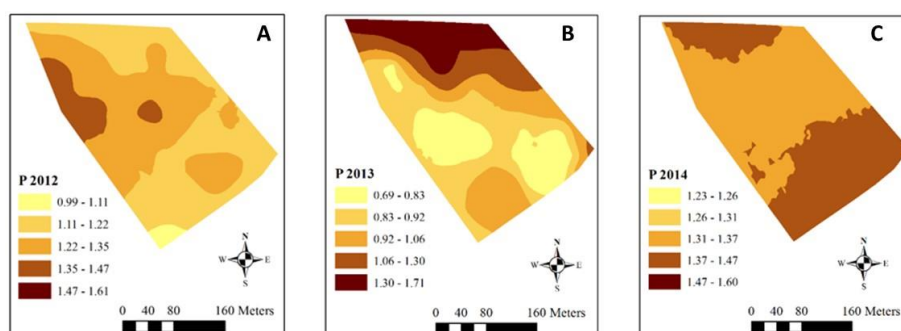 A
P 2012
0.99 - 1.11
1.11 - 1.22
1.22 - 1.35
1.35 - 1.47
1.47 - 1.61
N
W E
S
0 40 80 160 Meters
B
P 2013
0.69 - 0.83
0.83 - 0.92
0.92 - 1.06
1.06 - 1.30
1.30 - 1.71
N
W E
S
0 40 80 160 Meters
C
P 2014
1.23 - 1.26
1.26 - 1.31
1.31 - 1.37
1.37 - 1.47
1.47 - 1.60
N
W E
S
0 40 80 160 Meters